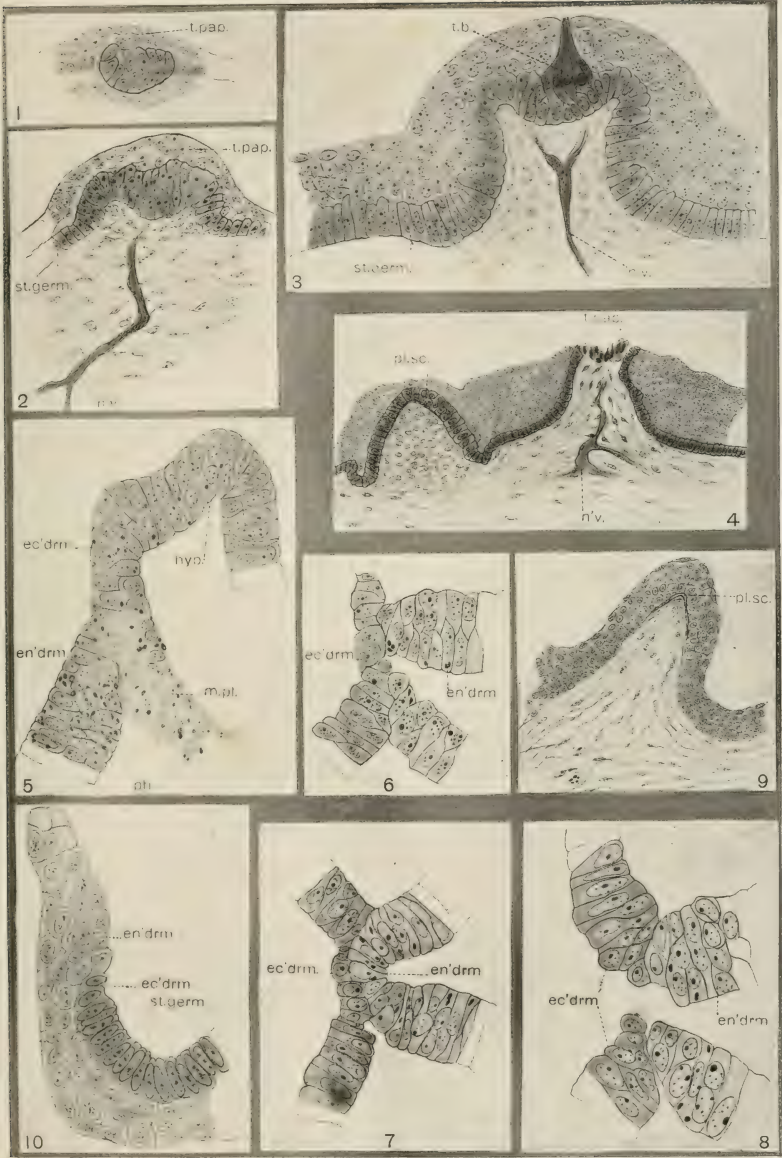 t.pap.
1
t.pap.
st.germ.
2
t.b.
st.germ.
3
pl.sc.
n'v.
4
ec'drm.
hyp.
en'drm
m.pl.
ph
5
ec'drm.
en'drm
6
pl.sc.
9
en'drm
ec'drm
st.germ
10
ec'drm.
en'drm
7
ec'drm
en'drm
8